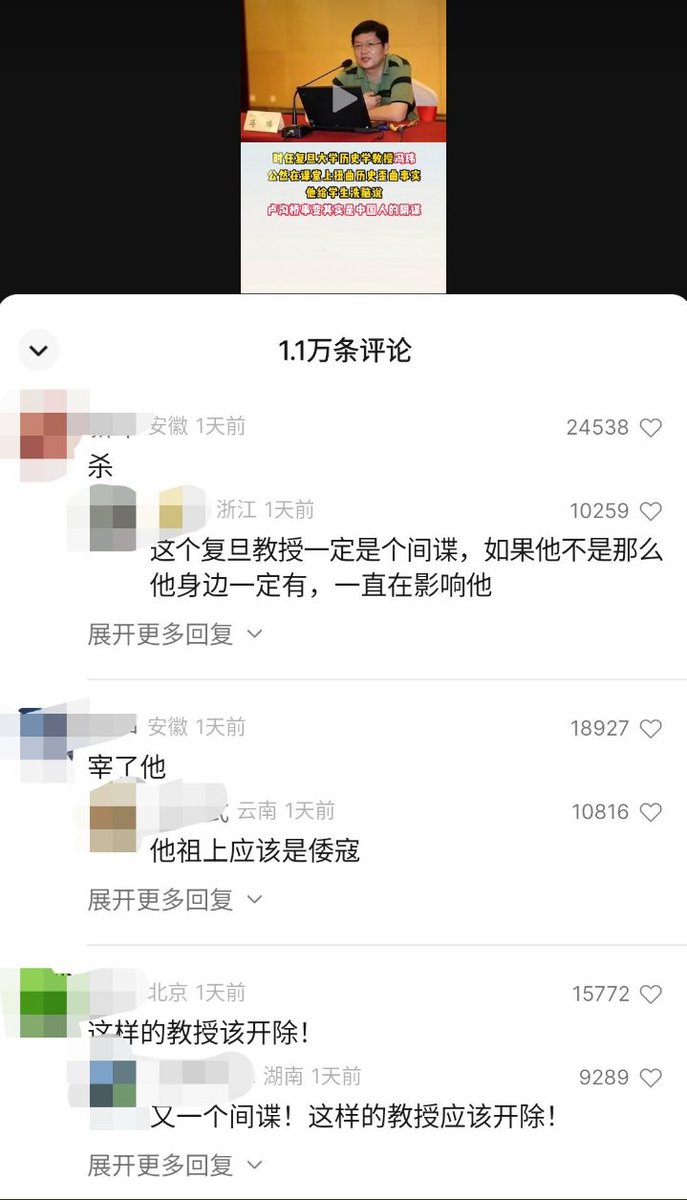 冯玮
时任复旦大学历史学教授冯玮
公然在课堂上扭曲历史歪曲事实
他给学生洗脑说
卢沟桥事变其实是中国人的阴谋
1.1万条评论
安徽 1天前
24538
杀
浙江 1天前
10259
这个复旦教授一定是个间谍，如果他不是那么
他身边一定有，一直在影响他
展开更多回复
安徽 1天前
18927
宰了他
云南 1天前
10816
他祖上应该是倭寇
展开更多回复
北京 1天前
15772
这样的教授该开除！
湖南 1天前
9289
又一个间谍！这样的教授应该开除！
展开更多回复